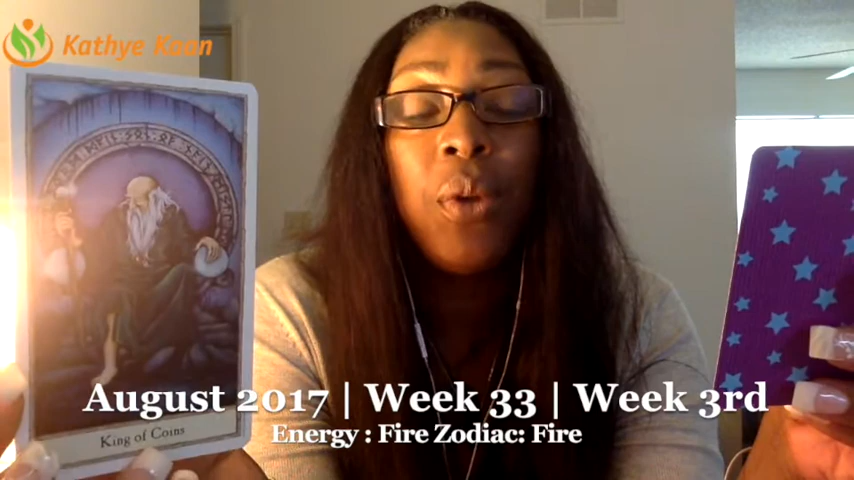 Kathye Kaan
King of Coins
August 2017 | Week 33 | Week 3rd
Energy : Fire Zodiac: Fire